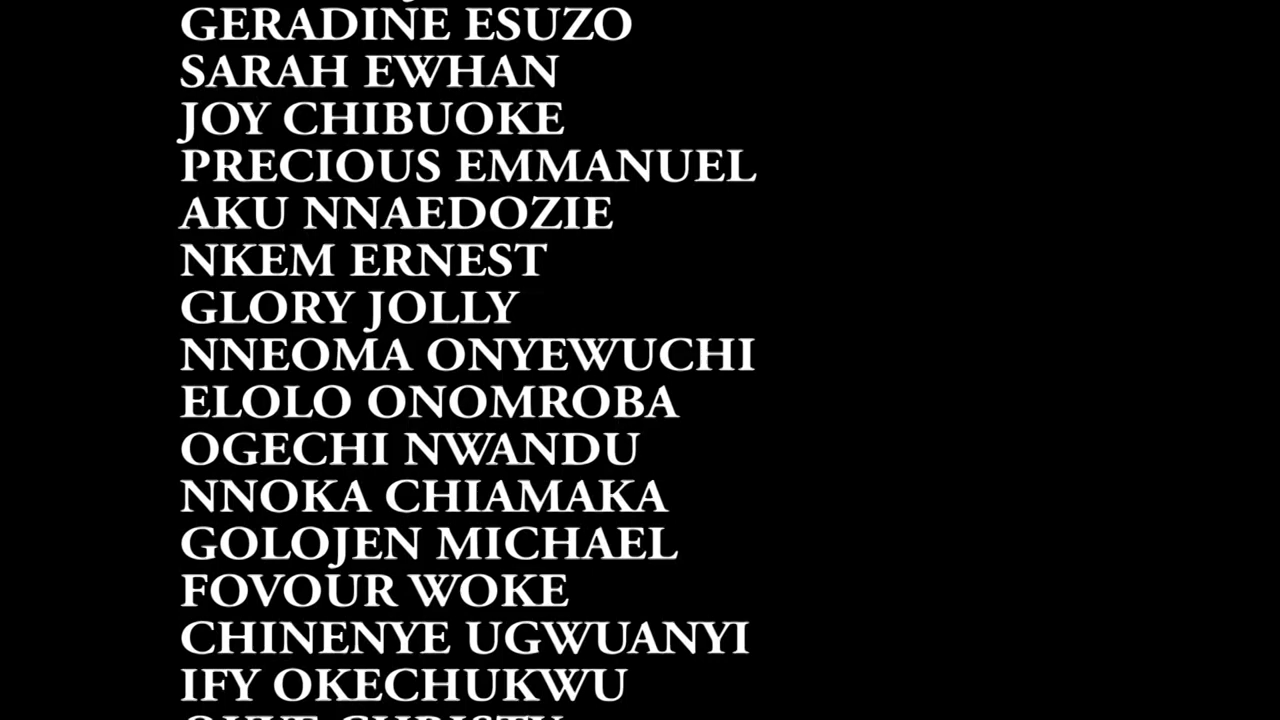 GERADINE ESUZO
SARAH EWHAN
JOY CHIBUOKE
PRECIOUS EMMANUEL
AKU NNAEDOZIE
NKEM ERNEST
GLORY JOLLY
NNEOMA ONYEWUCHI
ELOLO ONOMROBA
OGECHI NWANDU
NNOKA CHIAMAKA
GOLOJEN MICHAEL
FOVOUR WOKE
CHINENYE UGWUANYI
IFY OKECHUKWU